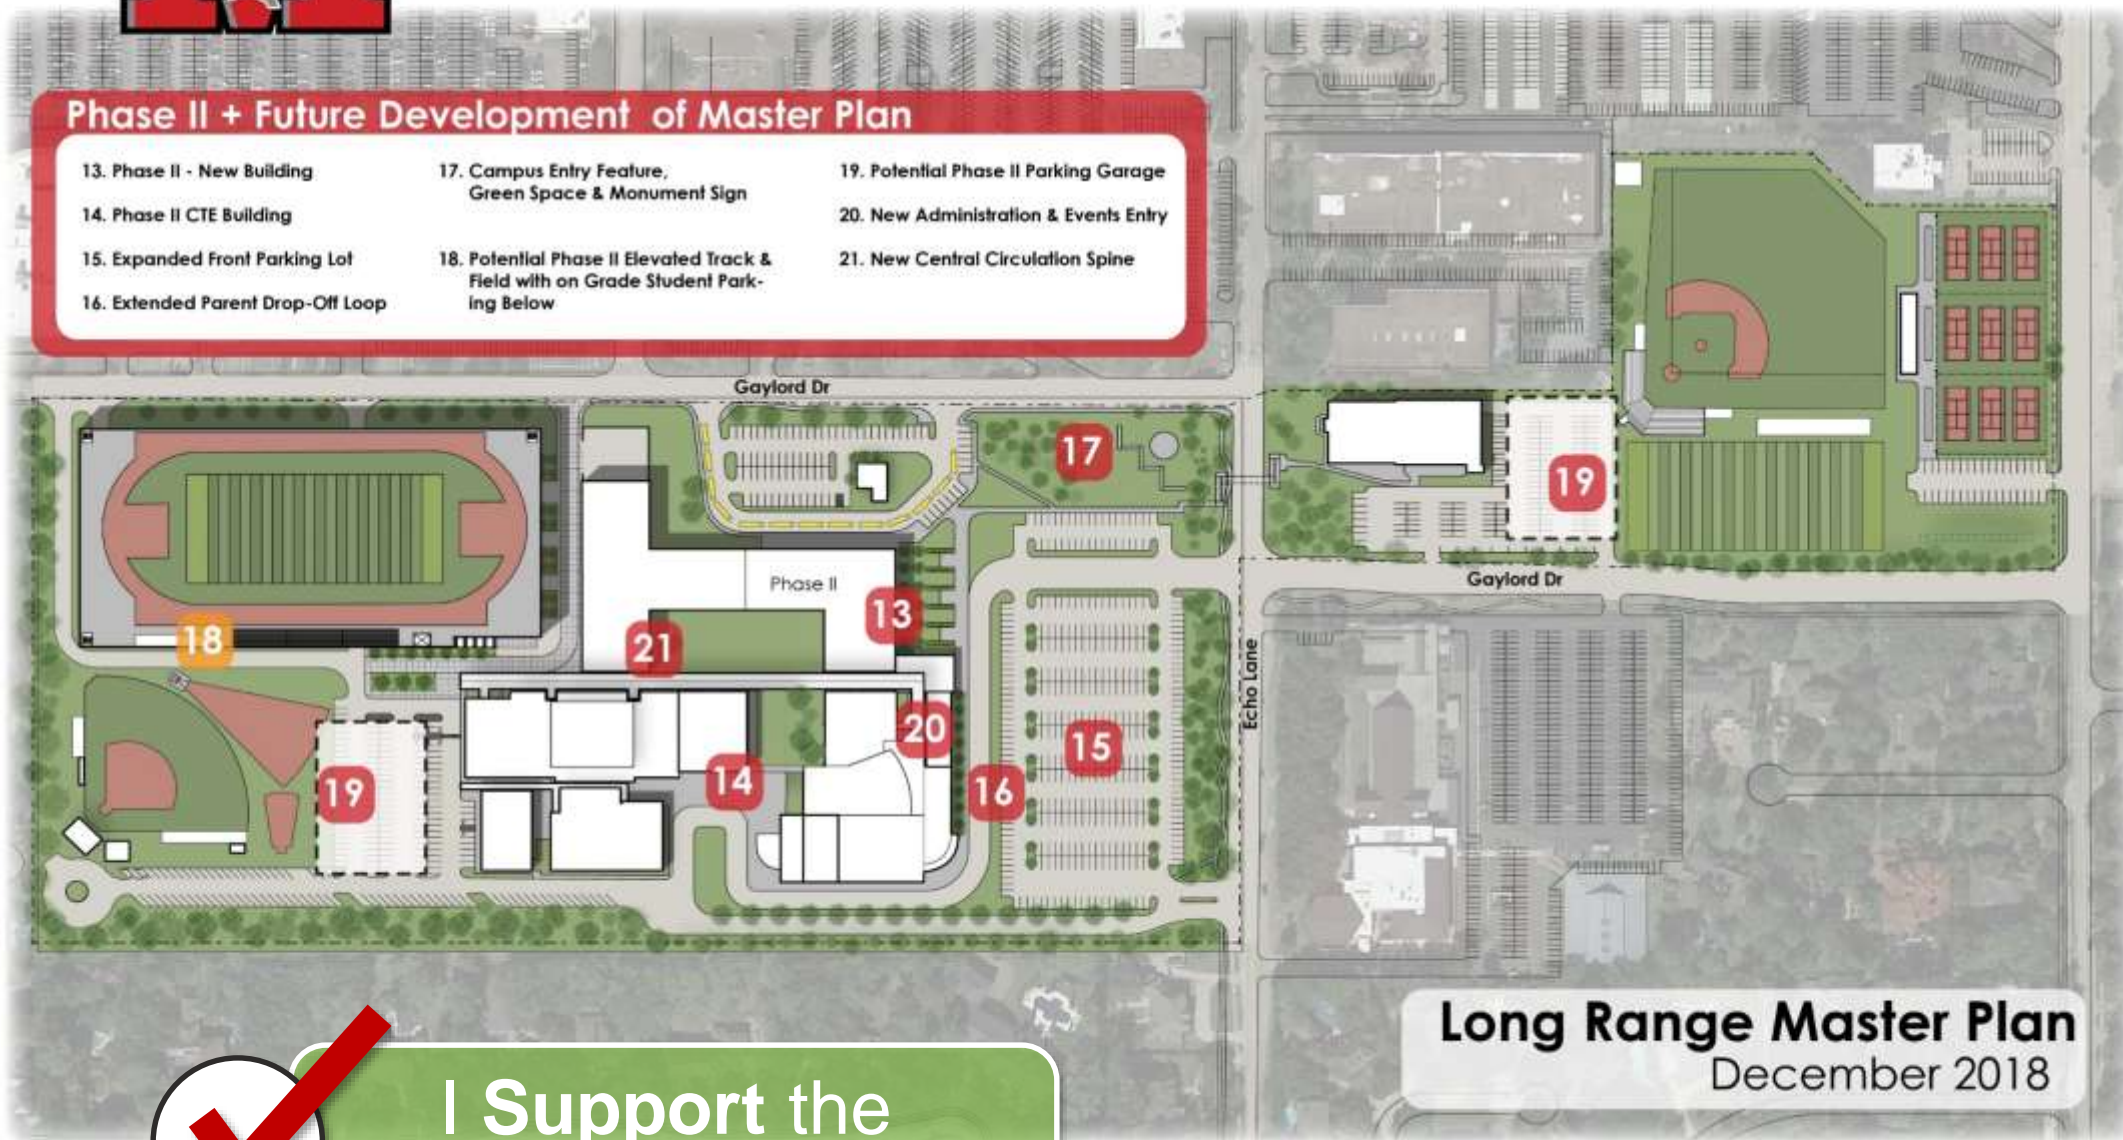 Phase II + Future Development of Master Plan
13. Phase II - New Building
14. Phase II CTE Building
15. Expanded Front Parking Lot
16. Extended Parent Drop-Off Loop
17. Campus Entry Feature,
Green Space & Monument Sign
18. Potential Phase II Elevated Track &
Field with on Grade Student Park-
ing Below
19. Potential Phase II Parking Garage
20. New Administration & Events Entry
21. New Central Circulation Spine
Gaylord Dr
17
19
Gaylord Dr
Phase II
13
18
21
Echo Lane
20
15
14
16
19
Long Range Master Plan
December 2018
I Support the